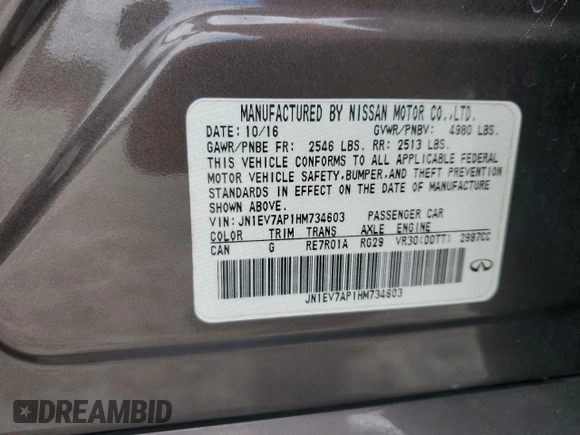 MANUFACTURED BY NISSAN MOTOR CO.,LTD.
DATE: 10/16 GVWR/PNBV: 4980 LBS.
GAWR/PNBE FR: 2546 LBS. RR: 2513 LBS.
THIS VEHICLE CONFORMS TO ALL APPLICABLE FEDERAL
MOTOR VEHICLE SAFETY,BUMPER,AND THEFT PREVENTION
STANDARDS IN EFFECT ON THE DATE OF MANUFACTURE
SHOWN ABOVE.
VIN: JN1EV7AP1HM734603 PASSENGER CAR
COLOR TRIM TRANS AXLE ENGINE
CAN G RE7R01A RG29 VR30(DDTT) 2997CC
JN1EV7AP1HM734603
DREAMBID